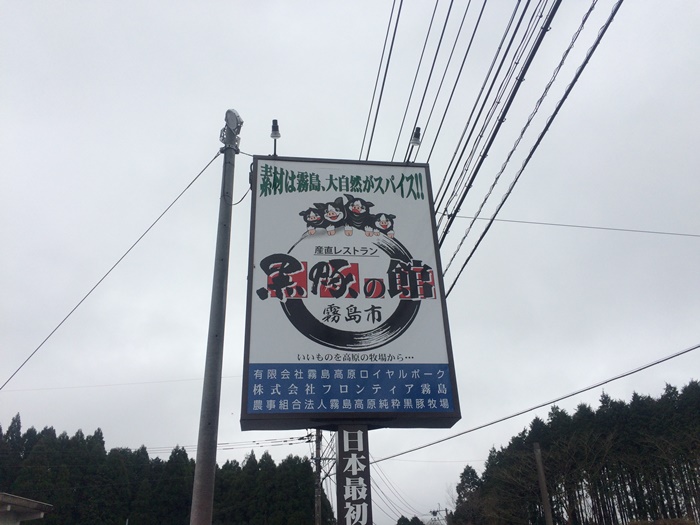 素材は霧島、大自然がスパイス!!
産直レストラン
黒豚の館
霧島市
いいものを高原の牧場から…
有限会社霧島高原ロイヤルポーク
株式会社フロンティア霧島
農事組合法人霧島高原純粋黒豚牧場
日本最初